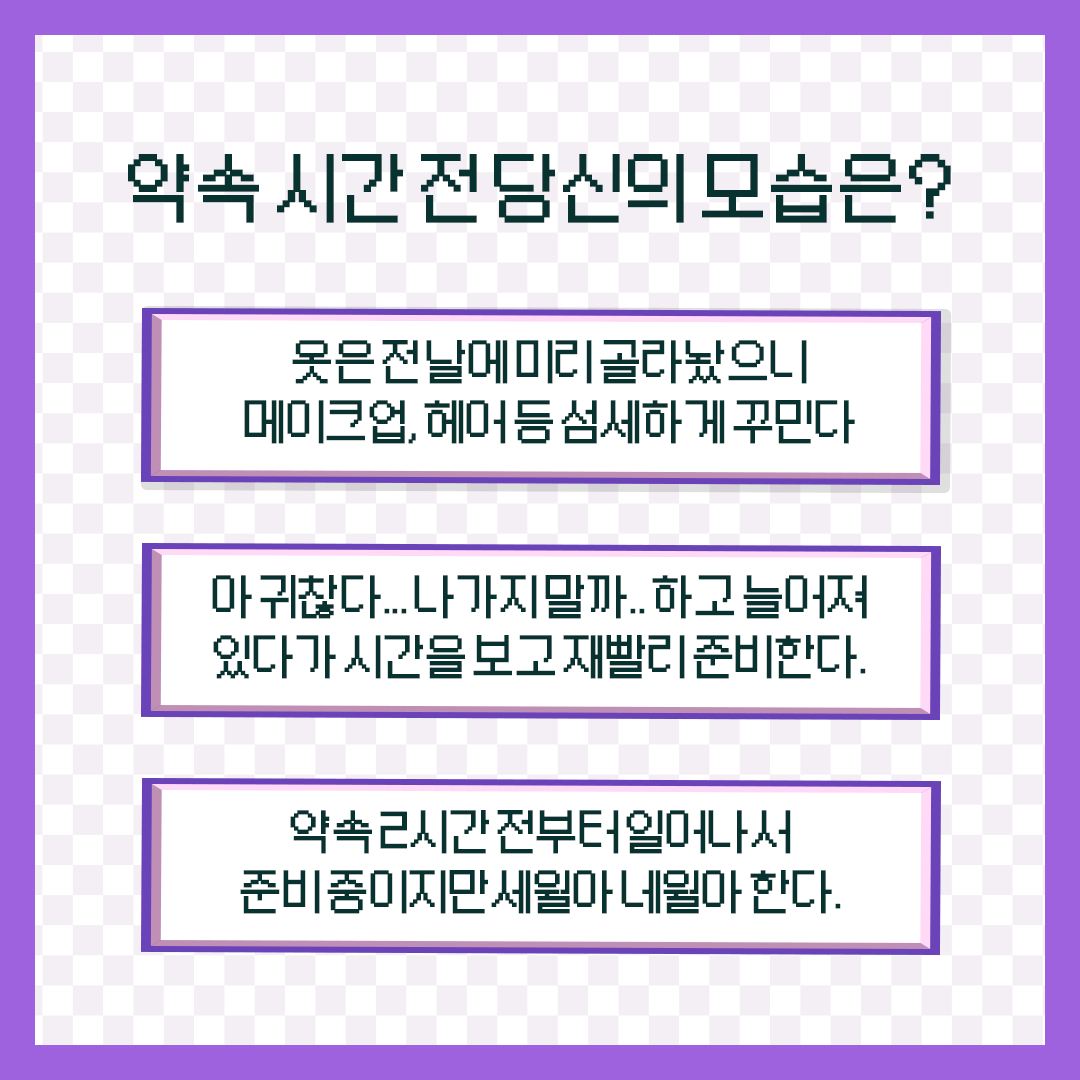 약속 시간 전 당신의 모습은?
옷은 전날에 미리 골라놨으니
메이크업, 헤어 등 섬세하게 꾸민다
아 귀찮다... 나가지 말까.. 하고 늘어져
있다가 시간을 보고 재빨리 준비한다.
약속 2시간 전부터 일어나서
준비 중이지만 세월아 네월아 한다.